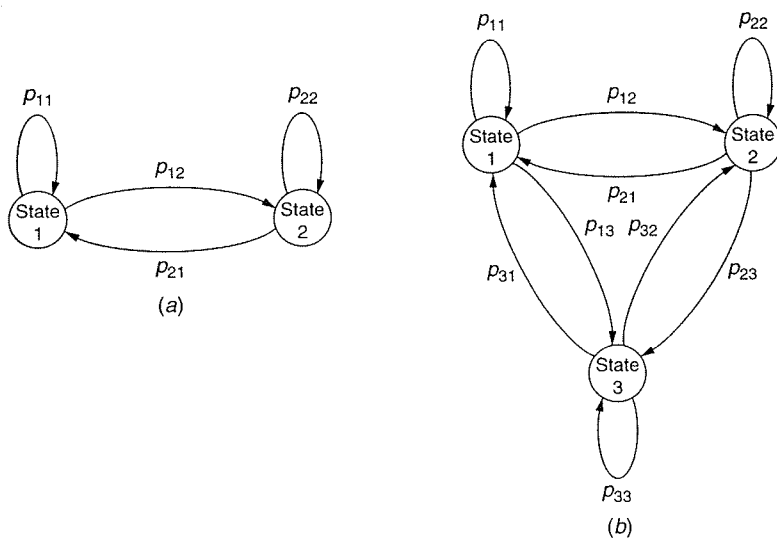 p11
p22
p12
State
1
State
2
p21
(a)
p11
p22
p12
State
1
State
2
p21
p13
p32
p31
p23
State
3
p33
(b)